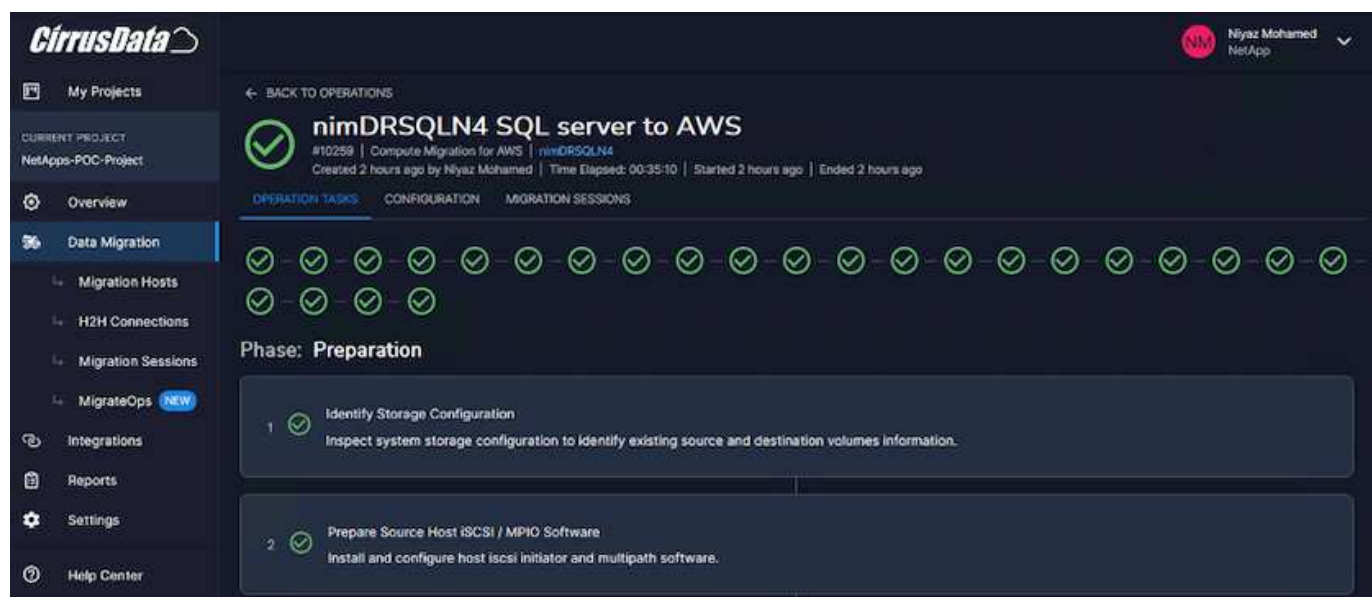 CirrusData
NM
Niyaz Mohamed
NetApp
My Projects
← BACK TO OPERATIONS
CURRENT PROJECT
NetApps-POC-Project
nimDRSQLN4 SQL server to AWS
#10259 | Compute Migration for AWS | nimDRSQLN4
Created 2 hours ago by Niyaz Mohamed | Time Elapsed: 00:35:10 | Started 2 hours ago | Ended 2 hours ago
Overview
OPERATION TASKS CONFIGURATION MIGRATION SESSIONS
Data Migration
Migration Hosts
H2H Connections
Migration Sessions
MigrateOps NEW
Integrations
Reports
Settings
Help Center
Phase: Preparation
1 Identify Storage Configuration
Inspect system storage configuration to identify existing source and destination volumes information.
2 Prepare Source Host iSCSI / MPIO Software
Install and configure host iscsi initiator and multipath software.